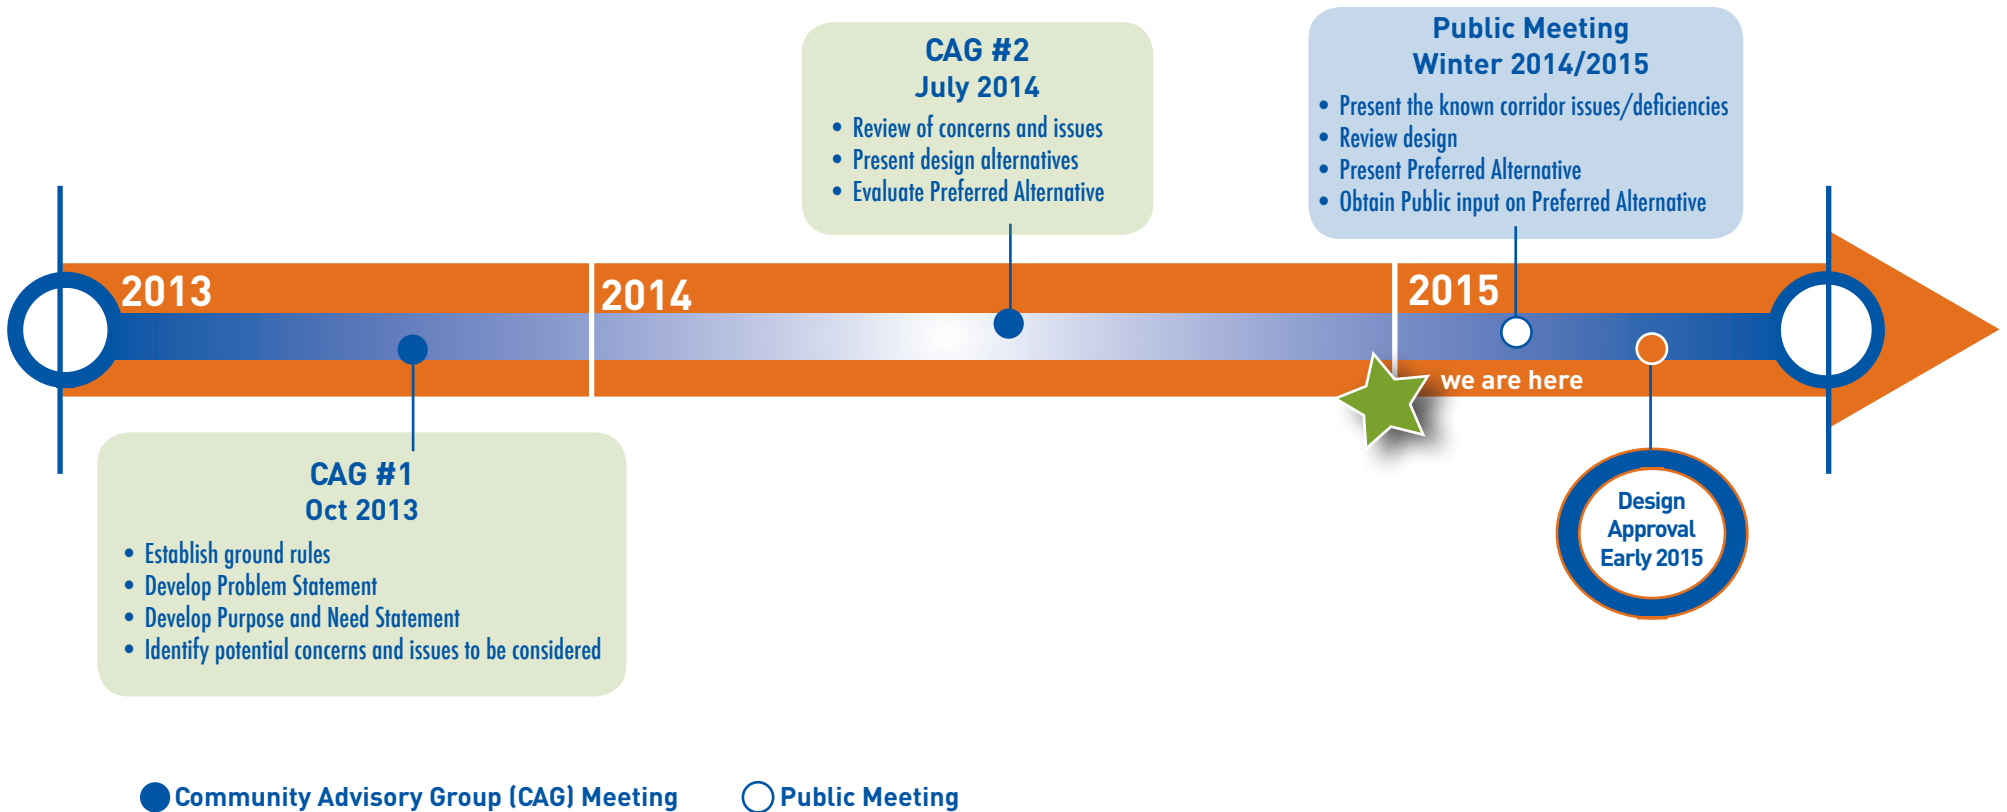 CAG #2
July 2014
• Review of concerns and issues
• Present design alternatives
• Evaluate Preferred Alternative
Public Meeting
Winter 2014/2015
• Present the known corridor issues/deficiencies
• Review design
• Present Preferred Alternative
• Obtain Public input on Preferred Alternative
2013
2014
2015
we are here
CAG #1
Oct 2013
• Establish ground rules
• Develop Problem Statement
• Develop Purpose and Need Statement
• Identify potential concerns and issues to be considered
Design
Approval
Early 2015
Community Advisory Group (CAG) Meeting
Public Meeting